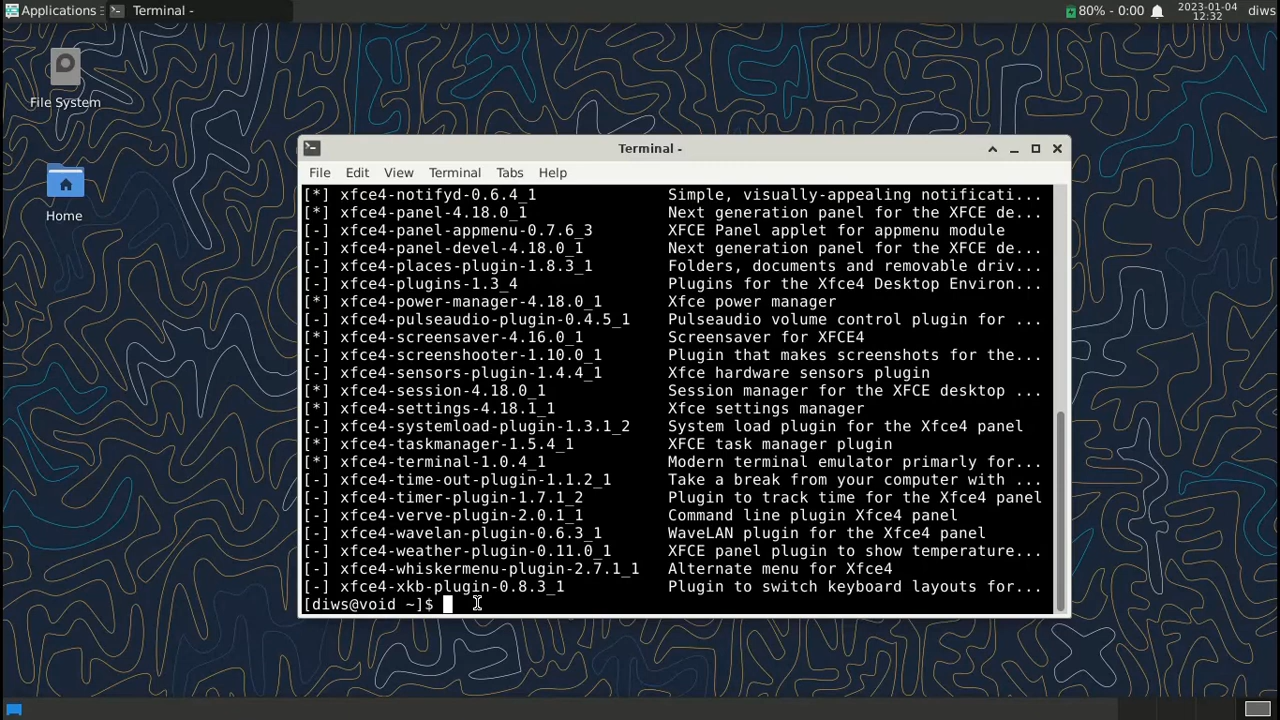 Applications
Terminal -
80% - 0:00
2023-01-04
12:32
diws
File System
Home
Terminal -
File Edit View Terminal Tabs Help
[*] xfce4-notifyd-0.6.4_1 Simple, visually-appealing notificati...
[*] xfce4-panel-4.18.0_1 Next generation panel for the XFCE de...
[-] xfce4-panel-appmenu-0.7.6_3 XFCE Panel applet for appmenu module
[-] xfce4-panel-devel-4.18.0_1 Next generation panel for the XFCE de...
[-] xfce4-places-plugin-1.8.3_1 Folders, documents and removable driv...
[-] xfce4-plugins-1.3_4 Plugins for the Xfce4 Desktop Environ...
[*] xfce4-power-manager-4.18.0_1 Xfce power manager
[-] xfce4-pulseaudio-plugin-0.4.5_1 Pulseaudio volume control plugin for ...
[*] xfce4-screensaver-4.16.0_1 Screensaver for XFCE4
[-] xfce4-screenshooter-1.10.0_1 Plugin that makes screenshots for the...
[-] xfce4-sensors-plugin-1.4.4_1 Xfce hardware sensors plugin
[*] xfce4-session-4.18.0_1 Session manager for the XFCE desktop ...
[*] xfce4-settings-4.18.1_1 Xfce settings manager
[-] xfce4-systemload-plugin-1.3.1_2 System load plugin for the Xfce4 panel
[*] xfce4-taskmanager-1.5.4_1 XFCE task manager plugin
[*] xfce4-terminal-1.0.4_1 Modern terminal emulator primarily for...
[-] xfce4-time-out-plugin-1.1.2_1 Take a break from your computer with ...
[-] xfce4-timer-plugin-1.7.1_2 Plugin to track time for the Xfce4 panel
[-] xfce4-verve-plugin-2.0.1_1 Command line plugin Xfce4 panel
[-] xfce4-wavelan-plugin-0.6.3_1 WaveLAN plugin for the Xfce4 panel
[-] xfce4-weather-plugin-0.11.0_1 XFCE panel plugin to show temperature...
[-] xfce4-whiskermenu-plugin-2.7.1_1 Alternate menu for Xfce4
[-] xfce4-xkb-plugin-0.8.3_1 Plugin to switch keyboard layouts for...
[diws@void ~]$